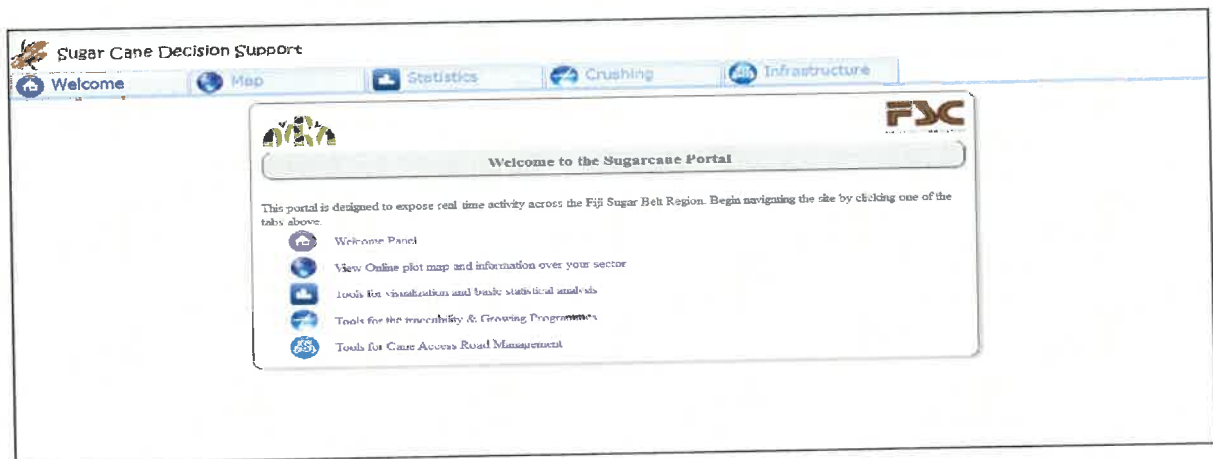 Sugar Cane Decision Support
Welcome Map Statistics Crushing Infrastructure
FSC
Welcome to the Sugarcane Portal
This portal is designed to expose real time activity across the Fiji Sugar Belt Region. Begin navigating the site by clicking one of the
tabs above.
Welcome Panel
View Online plot map and information over your sector
Tools for visualization and basic statistical analysis
Tools for the traceability & Growing Programmes
Tools for Cane Access Road Management